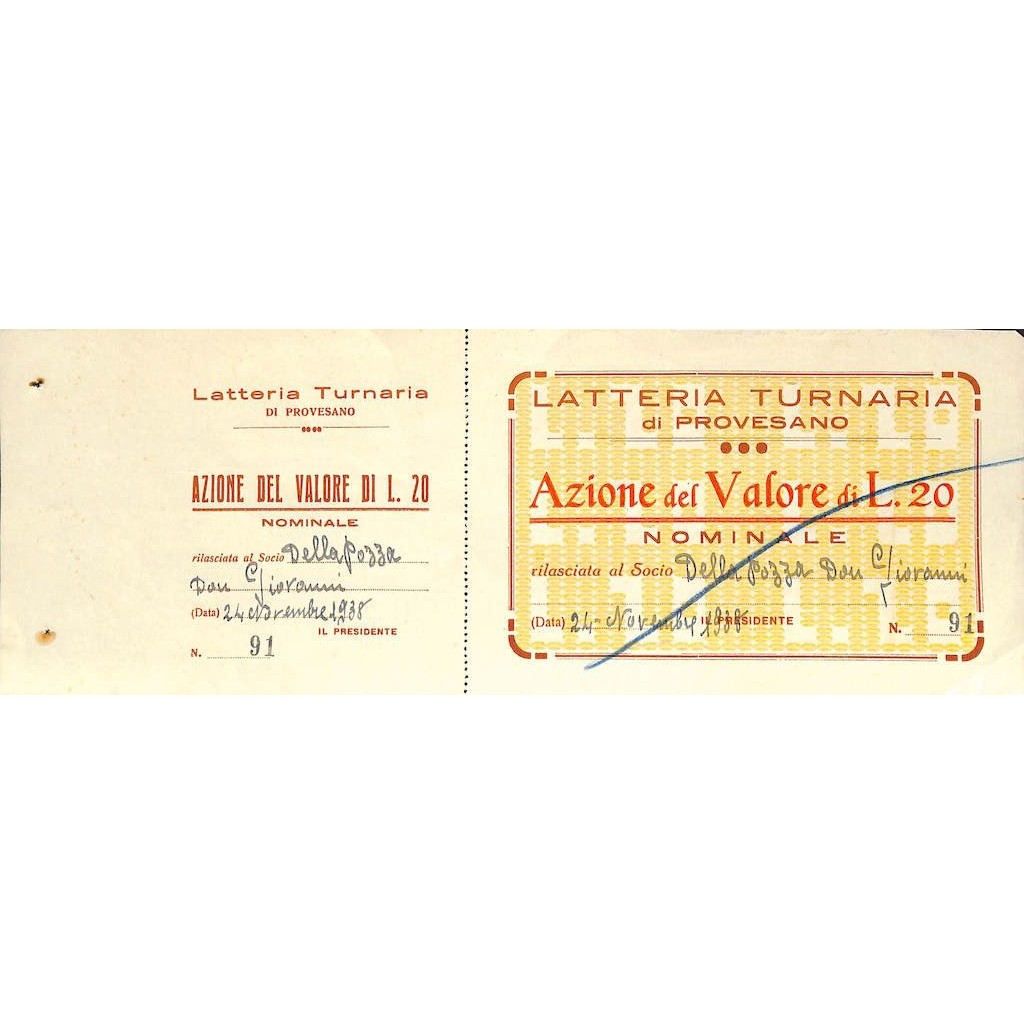 Latteria Turnaria
DI PROVESANO
AZIONE DEL VALORE DI L. 20
NOMINALE
rilasciata al Socio Della Pozza
Don Giovanni
(Data) 24 Novembre 1938
IL PRESIDENTE
N. 91
LATTERIA TURNARIA
di PROVESANO
Azione del Valore di L. 20
NOMINALE
rilasciata al Socio Della Pozza Don Giovanni
(Data) 24 - Novembre 1938 IL PRESIDENTE
N. 91